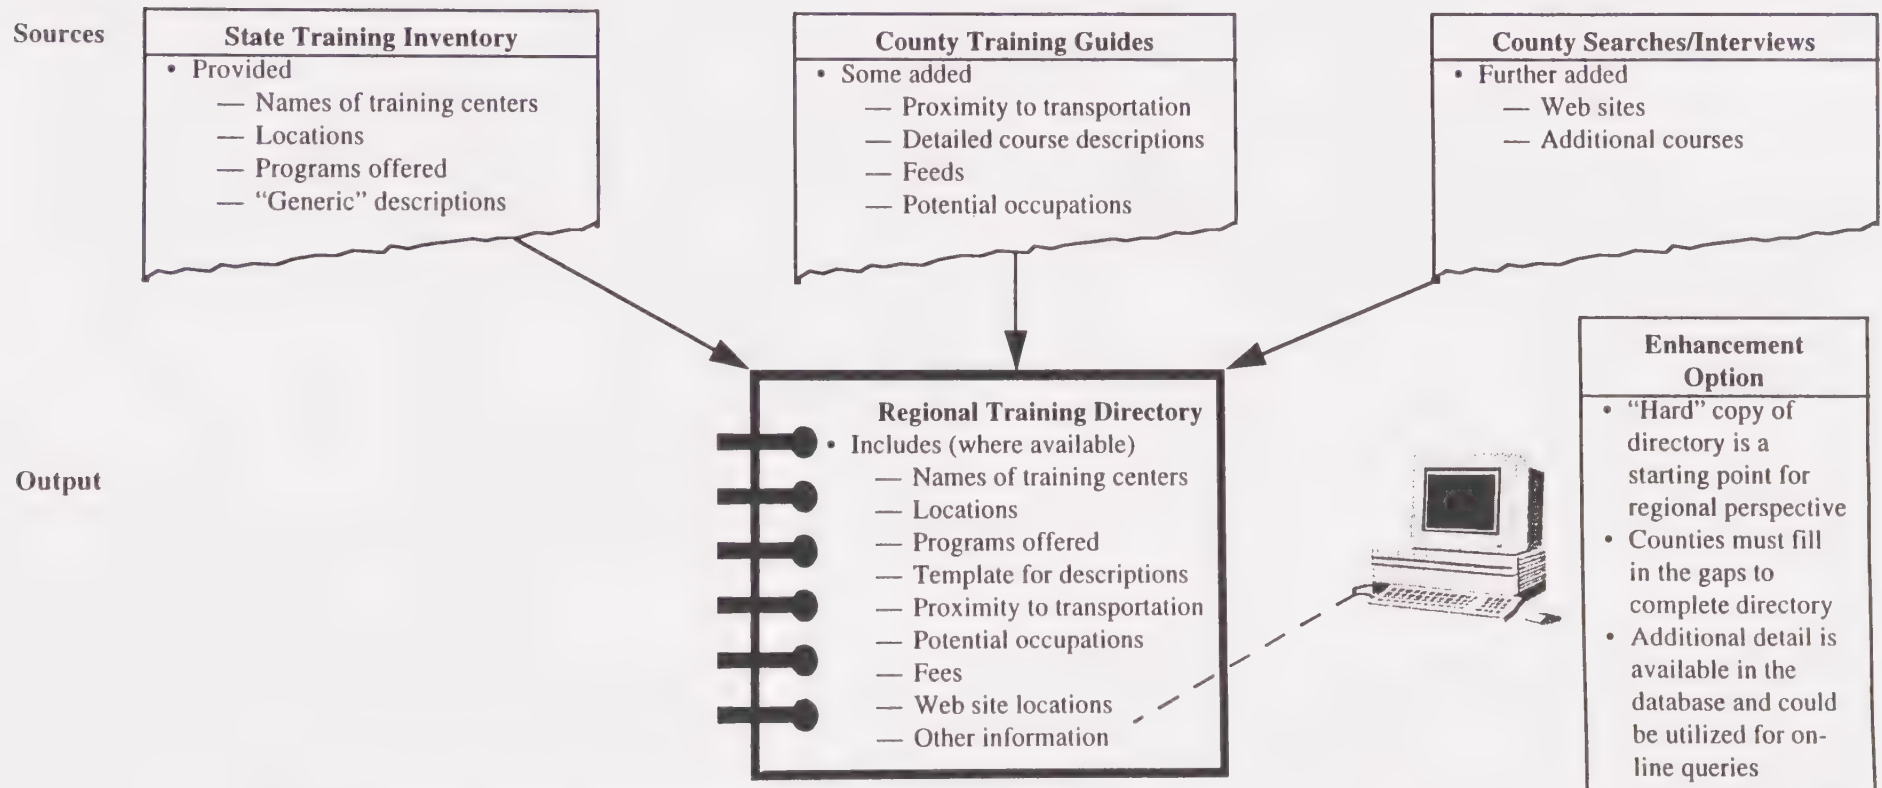 Sources
State Training Inventory
• Provided
— Names of training centers
— Locations
— Programs offered
— “Generic” descriptions
County Training Guides
• Some added
— Proximity to transportation
— Detailed course descriptions
— Feeds
— Potential occupations
County Searches/Interviews
• Further added
— Web sites
— Additional courses
Output
Regional Training Directory
• Includes (where available)
— Names of training centers
— Locations
— Programs offered
— Template for descriptions
— Proximity to transportation
— Potential occupations
— Fees
— Web site locations
— Other information
Enhancement
Option
• “Hard” copy of
directory is a
starting point for
regional perspective
• Counties must fill
in the gaps to
complete directory
• Additional detail is
available in the
database and could
be utilized for on-
line queries